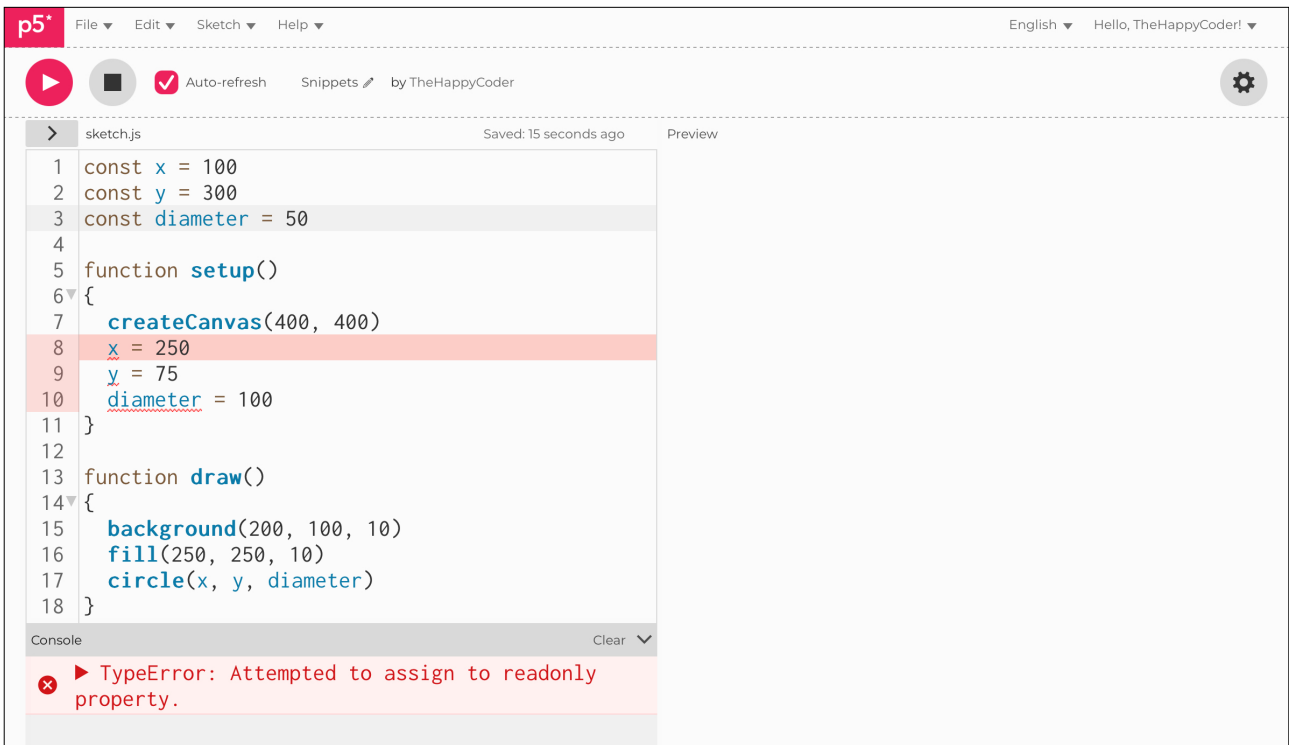 p5* File Edit Sketch Help English Hello, TheHappyCoder!
Auto-refresh Snippets by TheHappyCoder
sketch.js Saved: 15 seconds ago Preview
1 const x = 100
2 const y = 300
3 const diameter = 50
4
5 function setup()
6 {
7 createCanvas(400, 400)
8 x = 250
9 y = 75
10 diameter = 100
11 }
12
13 function draw()
14 {
15 background(200, 100, 10)
16 fill(250, 250, 10)
17 circle(x, y, diameter)
18 }
Console Clear
TypeError: Attempted to assign to readonly
property.